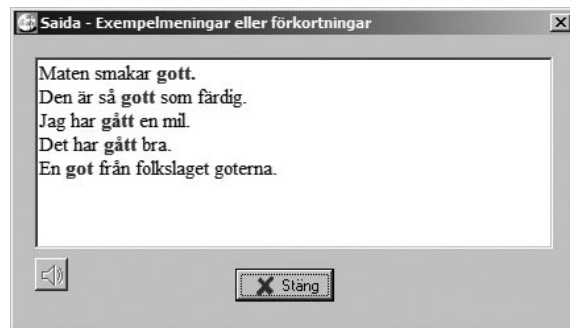 Saida - Exempelmeningar eller förkortningar
Maten smakar gott.
Den är så gott som färdig.
Jag har gått en mil.
Det har gått bra.
En got från folkslaget goterna.
Stäng